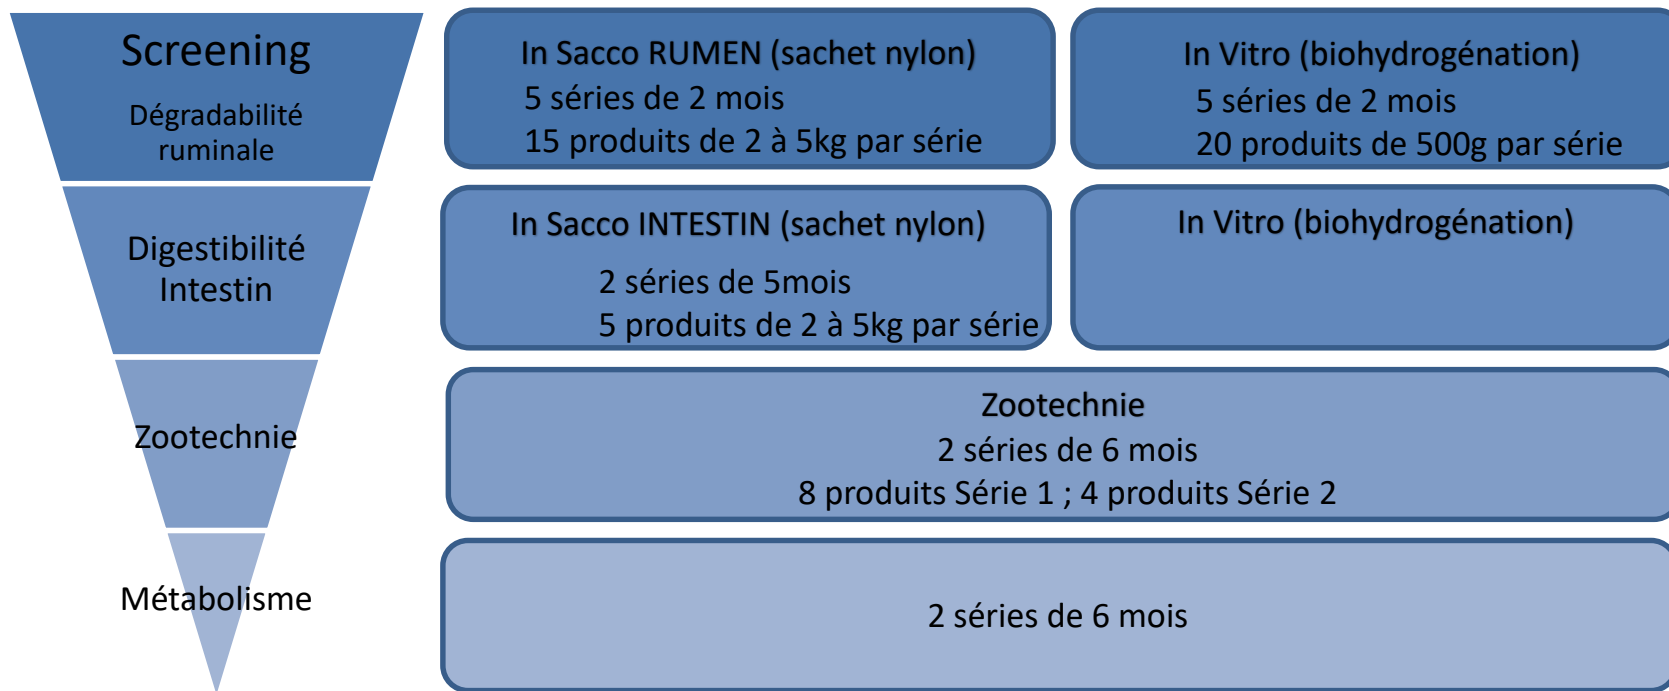 Screening
Dégradabilité
ruminale
In Sacco RUMEN (sachet nylon)
5 séries de 2 mois
15 produits de 2 à 5kg par série
In Vitro (biohydrogénation)
5 séries de 2 mois
20 produits de 500g par série
Digestibilité
Intestin
In Sacco INTESTIN (sachet nylon)
2 séries de 5mois
5 produits de 2 à 5kg par série
In Vitro (biohydrogénation)
Zootechnie
Zootechnie
2 séries de 6 mois
8 produits Série 1 ; 4 produits Série 2
Métabolisme
2 séries de 6 mois